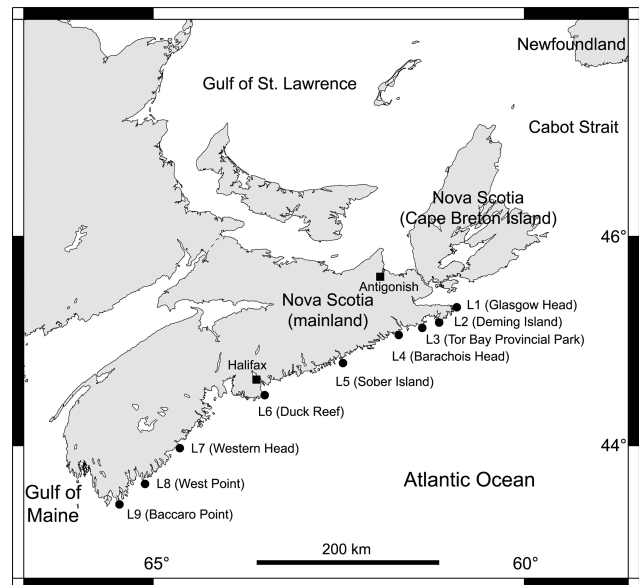 Newfoundland
Gulf of St. Lawrence
Cabot Strait
Nova Scotia
(Cape Breton Island)
46°
Antigonish
Nova Scotia
(mainland)
L1 (Glasgow Head)
L2 (Deming Island)
L3 (Tor Bay Provincial Park)
L4 (Barachois Head)
Halifax
L5 (Sober Island)
L6 (Duck Reef)
44°
L7 (Western Head)
Atlantic Ocean
L8 (West Point)
Gulf of
Maine
L9 (Baccaro Point)
200 km
65°
60°